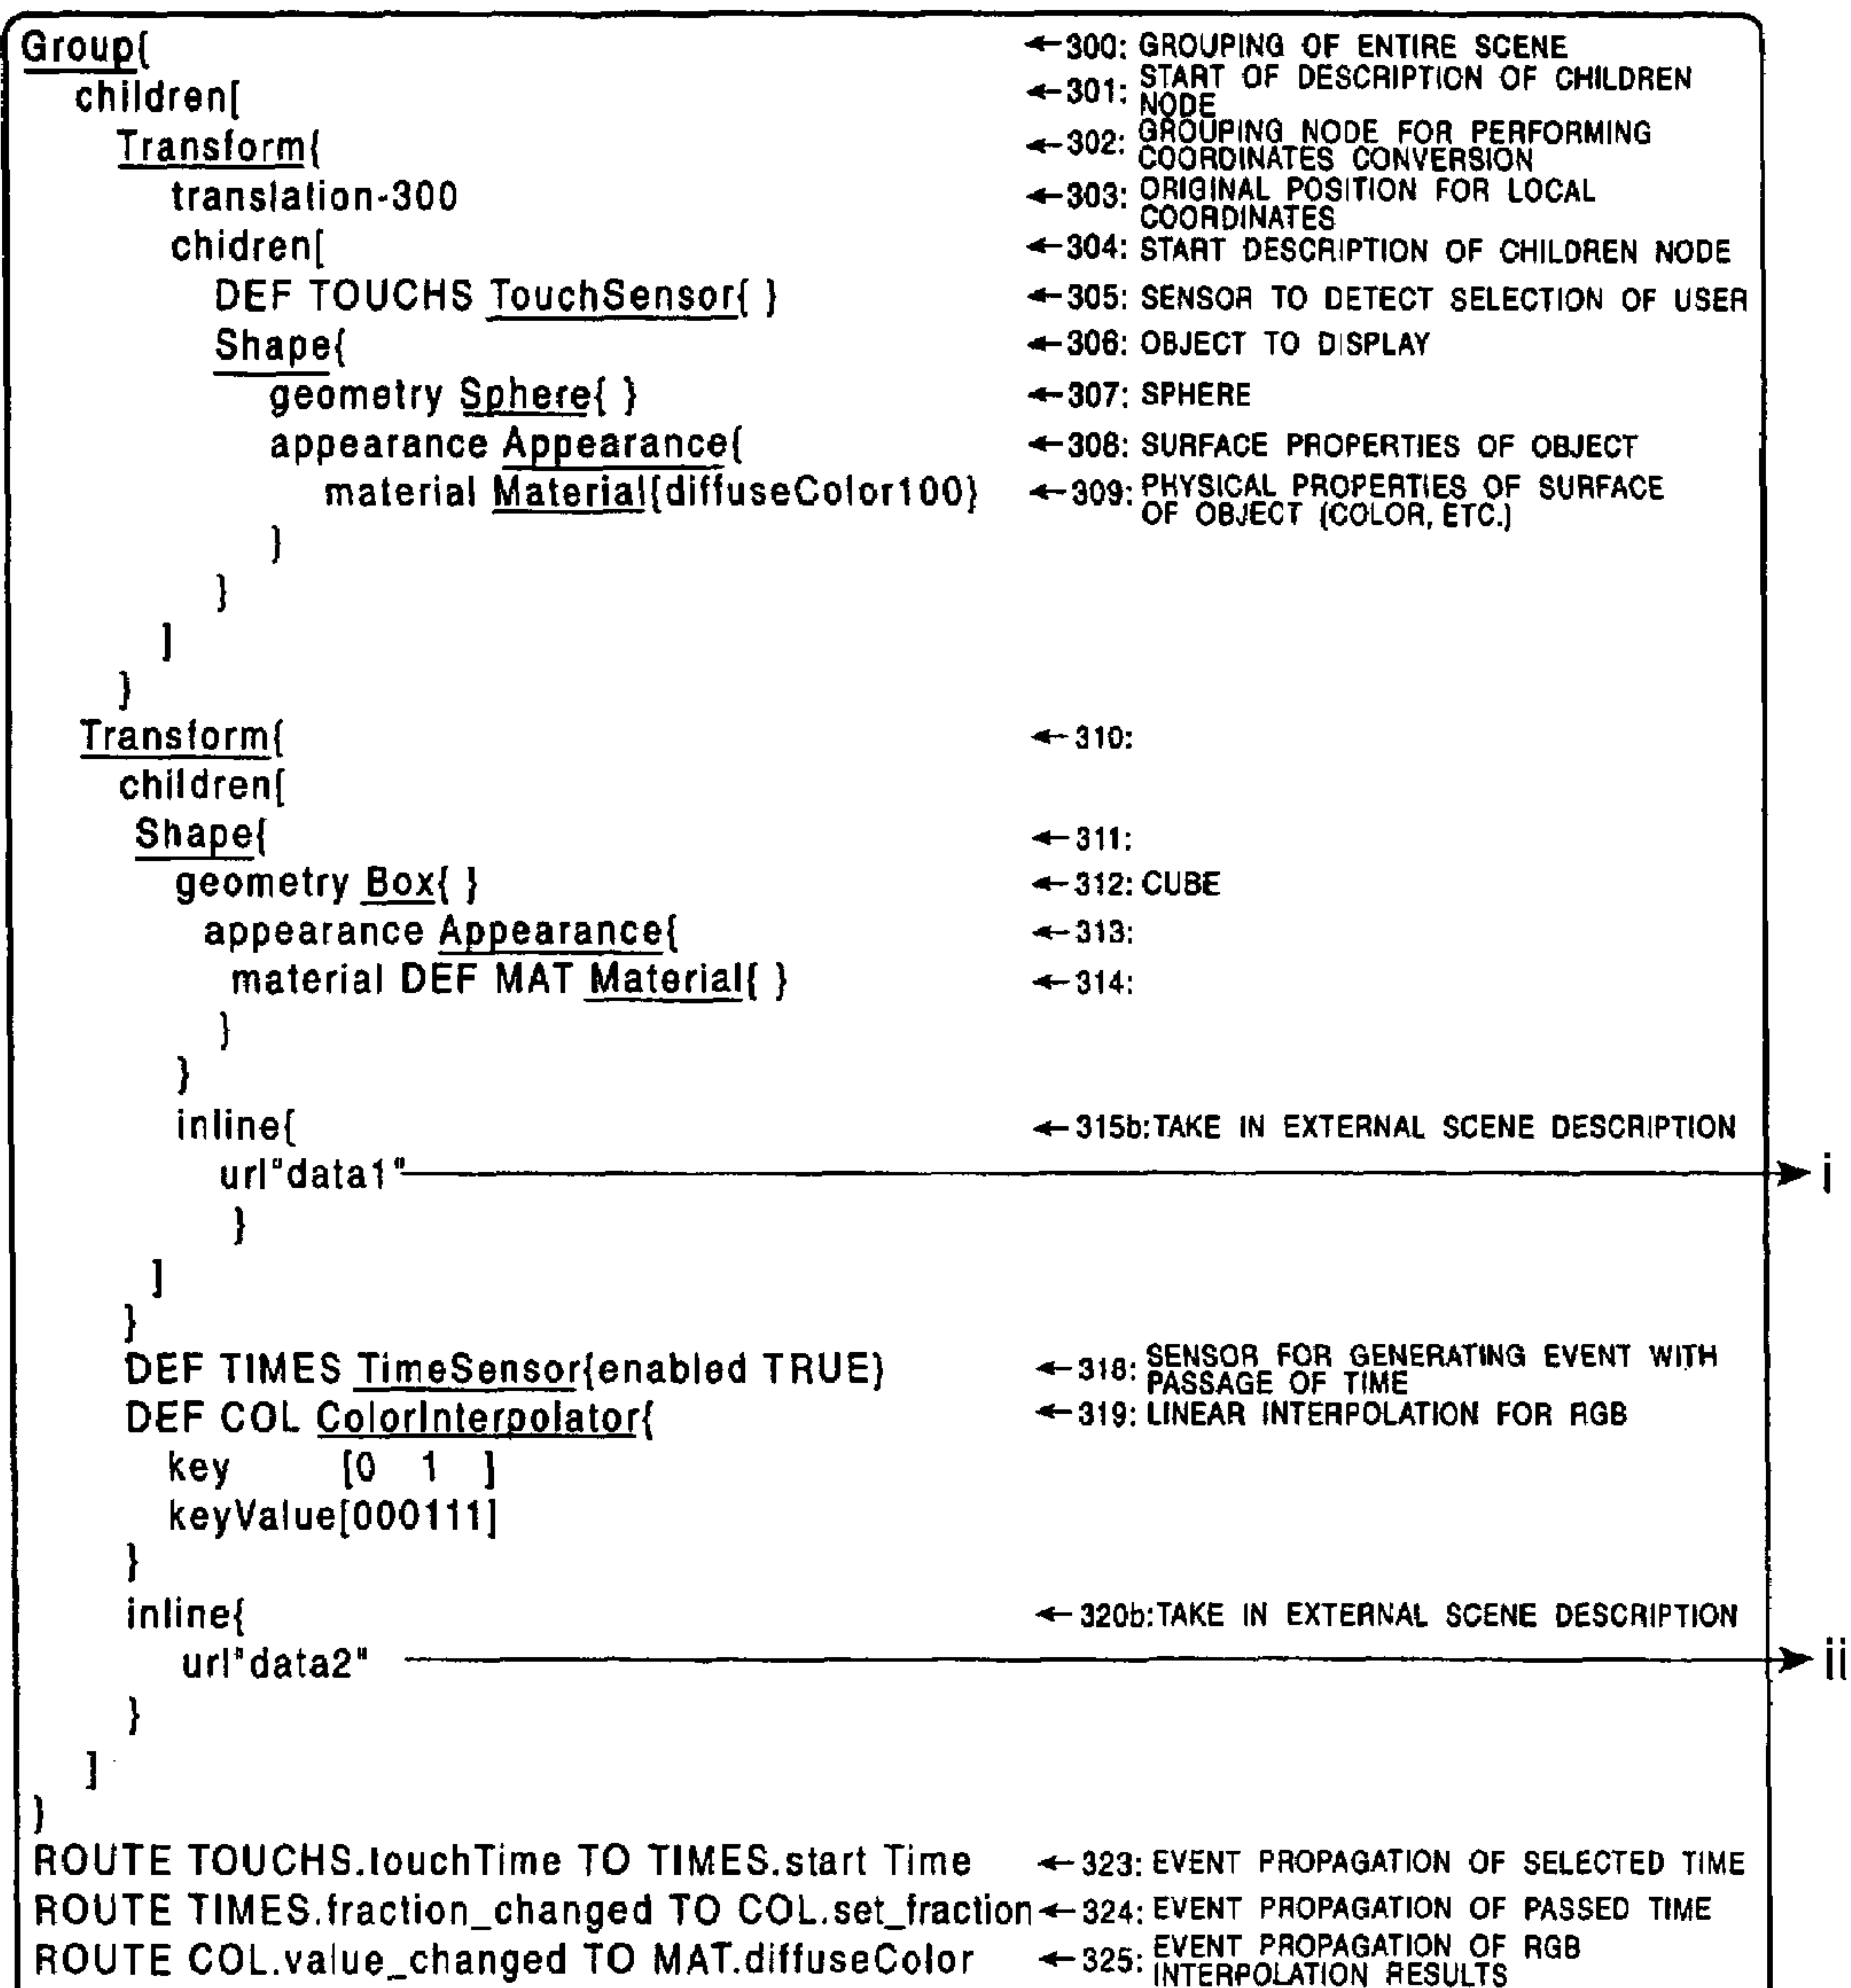 Group{ ←300: GROUPING OF ENTIRE SCENE
children[ ←301: START OF DESCRIPTION OF CHILDREN NODE
Transform{ ←302: GROUPING NODE FOR PERFORMING COORDINATES CONVERSION
translation-300 ←303: ORIGINAL POSITION FOR LOCAL COORDINATES
chidren[ ←304: START DESCRIPTION OF CHILDREN NODE
DEF TOUCHS TouchSensor{ } ←305: SENSOR TO DETECT SELECTION OF USER
Shape{ ←306: OBJECT TO DISPLAY
geometry Sphere{ } ←307: SPHERE
appearance Appearance{ ←308: SURFACE PROPERTIES OF OBJECT
material Material{diffuseColor100} ←309: PHYSICAL PROPERTIES OF SURFACE OF OBJECT (COLOR, ETC.)
}
}
]
}
Transform{ ←310:
children[
Shape{ ←311:
geometry Box{ } ←312: CUBE
appearance Appearance{ ←313:
material DEF MAT Material{ } ←314:
}
}
inline{ ←315b:TAKE IN EXTERNAL SCENE DESCRIPTION
url"data1" i
}
]
}
DEF TIMES TimeSensor{enabled TRUE} ←318: SENSOR FOR GENERATING EVENT WITH PASSAGE OF TIME
DEF COL ColorInterpolator{ ←319: LINEAR INTERPOLATION FOR RGB
key [0 1 ]
keyValue[000111]
}
inline{ ←320b:TAKE IN EXTERNAL SCENE DESCRIPTION
url"data2" ii
}
]
}
ROUTE TOUCHS.touchTime TO TIMES.start Time ←323: EVENT PROPAGATION OF SELECTED TIME
ROUTE TIMES.fraction_changed TO COL.set_fraction ←324: EVENT PROPAGATION OF PASSED TIME
ROUTE COL.value_changed TO MAT.diffuseColor ←325: EVENT PROPAGATION OF RGB INTERPOLATION RESULTS